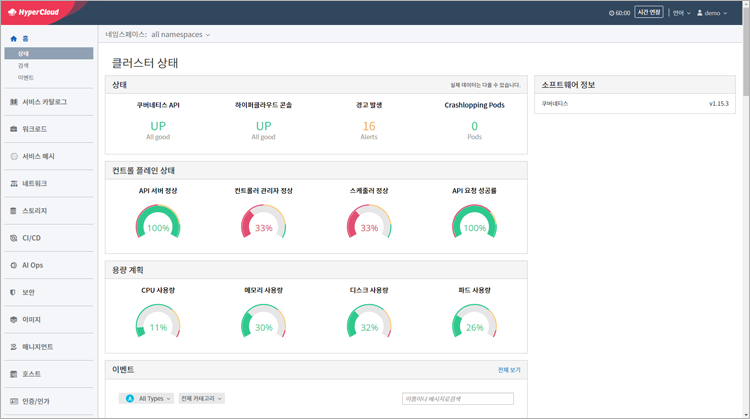 HyperCloud
60:00
시간 연장
언어
demo
홈
상태
검색
이벤트
서비스 카탈로그
워크로드
서비스 메시
네트워크
스토리지
CI/CD
AI Ops
보안
이미지
매니지먼트
호스트
인증/인가
네임스페이스: all namespaces
클러스터 상태
상태
실제 데이터는 다를 수 있습니다.
쿠버네티스 API
하이퍼클라우드 콘솔
경고 발생
Crashlopping Pods
UP
UP
16
0
All good
All good
Alerts
Pods
컨트롤 플레인 상태
API 서버 정상
컨트롤러 관리자 정상
스케줄러 정상
API 요청 성공률
100%
33%
33%
100%
용량 계획
CPU 사용량
메모리 사용량
디스크 사용량
파드 사용량
11%
30%
32%
26%
이벤트
전체 보기
A All Types
전체 카테고리
이름이나 메시지로검색
소프트웨어 정보
쿠버네티스
v1.15.3